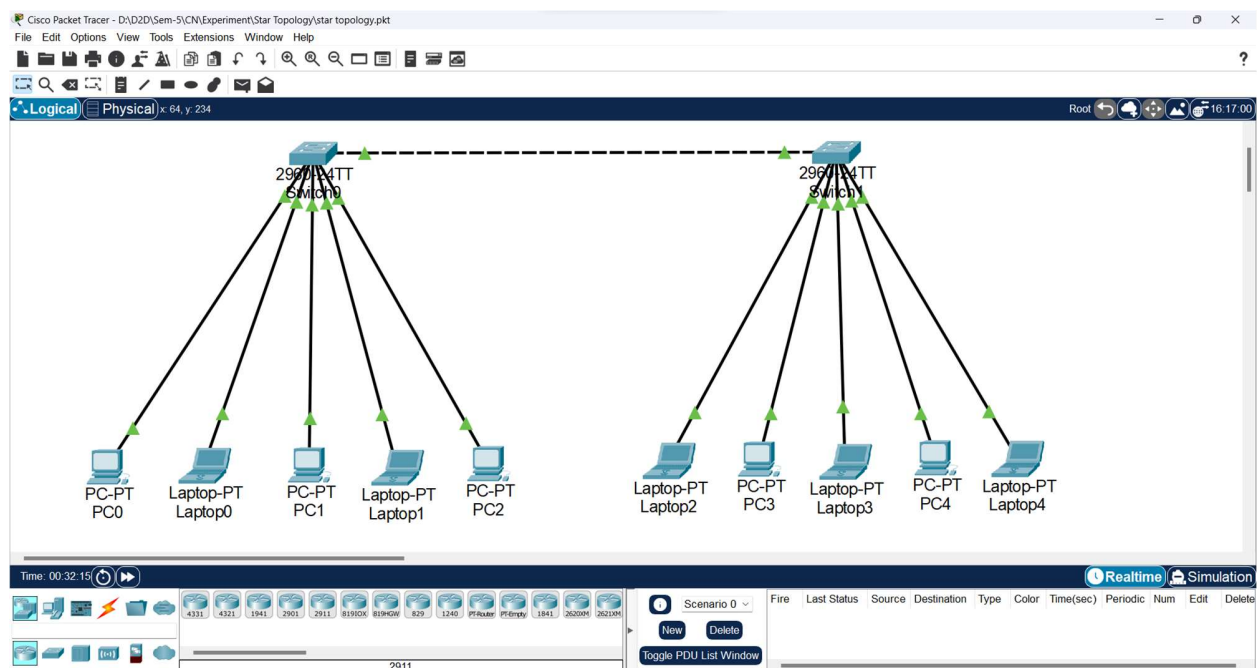 Cisco Packet Tracer - D:\D2D\Sem-5\CN\Experiment\Star Topology\star topology.pkt
File Edit Options View Tools Extensions Window Help
?
Logical Physical x: 64, y: 234 Root 16:17:00
2960-24TT 2960-24TT
Switch0 Switch1
PC-PT Laptop-PT PC-PT Laptop-PT PC-PT Laptop-PT PC-PT Laptop-PT PC-PT Laptop-PT
PC0 Laptop0 PC1 Laptop1 PC2 Laptop2 PC3 Laptop3 PC4 Laptop4
Time: 00:32:15 Realtime Simulation
4331 4321 1941 2901 2911 819IOX 819HGW 829 1240 PT-Router PT-Empty 1841 2620XM 2621XM
Scenario 0
Fire Last Status Source Destination Type Color Time(sec) Periodic Num Edit Delete
New Delete
Toggle PDU List Window
2911